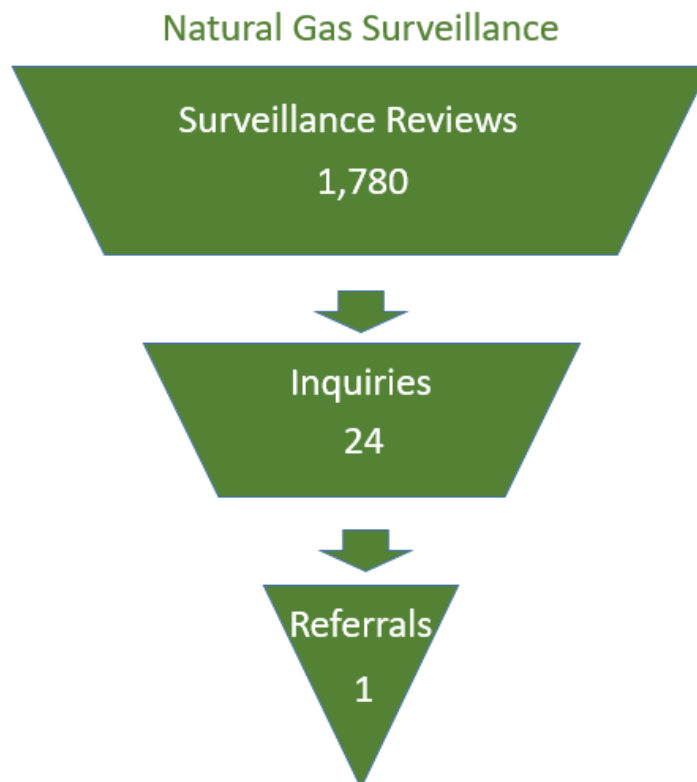 Natural Gas Surveillance
Surveillance Reviews
1,780
Inquiries
24
Referrals
1